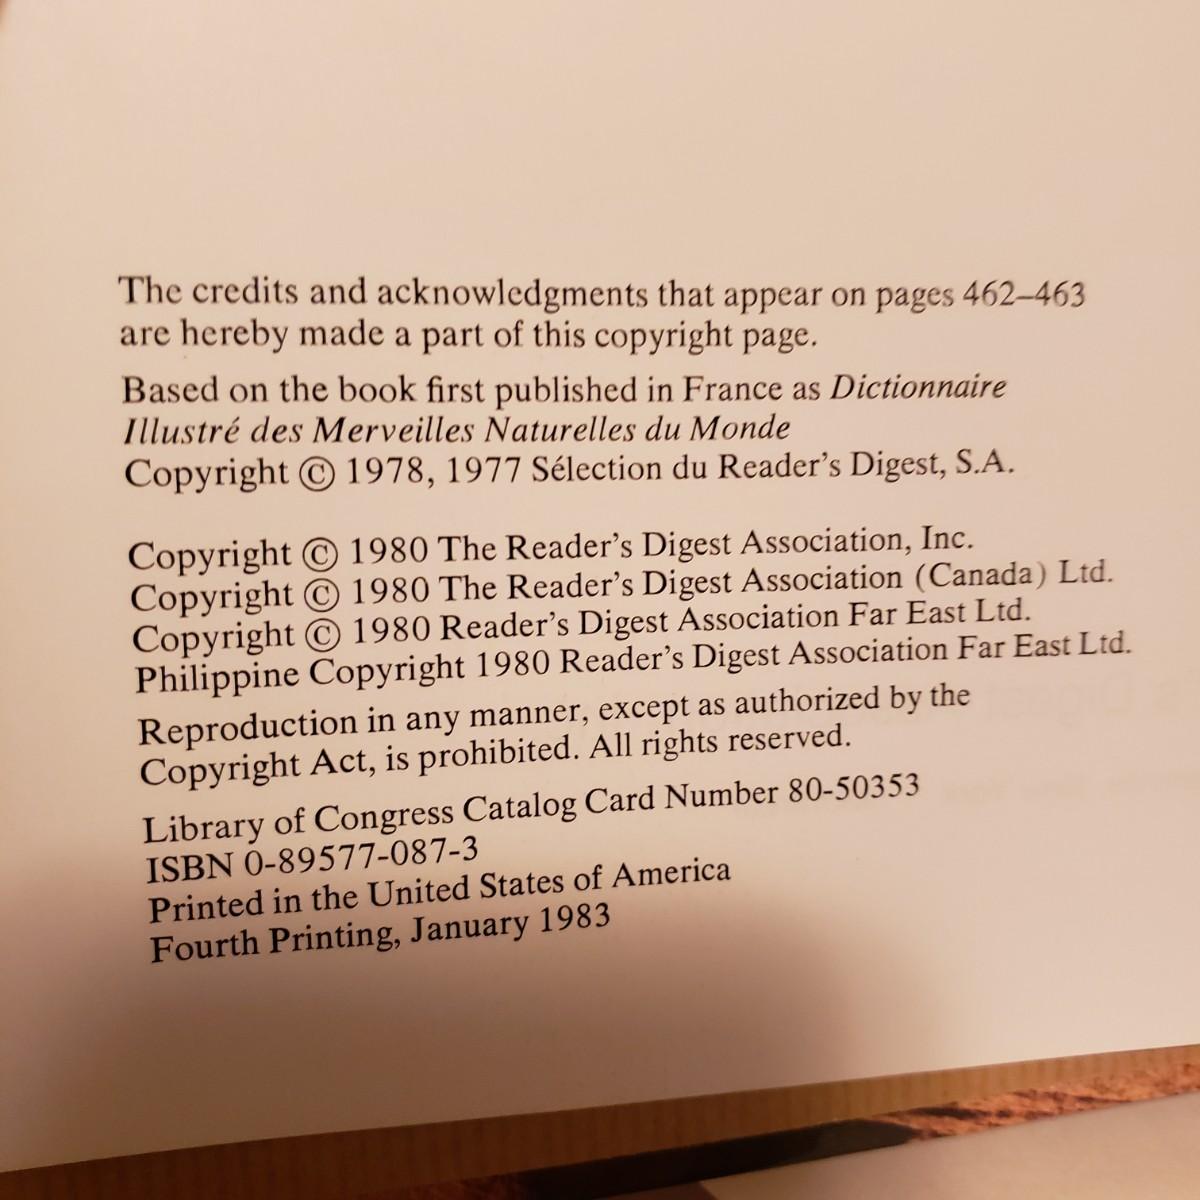 The credits and acknowledgments that appear on pages 462–463
are hereby made a part of this copyright page.
Based on the book first published in France as Dictionnaire
Illustré des Merveilles Naturelles du Monde
Copyright © 1978, 1977 Sélection du Reader's Digest, S.A.
Copyright © 1980 The Reader's Digest Association, Inc.
Copyright © 1980 The Reader's Digest Association (Canada) Ltd.
Copyright © 1980 Reader's Digest Association Far East Ltd.
Philippine Copyright 1980 Reader's Digest Association Far East Ltd.
Reproduction in any manner, except as authorized by the
Copyright Act, is prohibited. All rights reserved.
Library of Congress Catalog Card Number 80-50353
ISBN 0-89577-087-3
Printed in the United States of America
Fourth Printing, January 1983